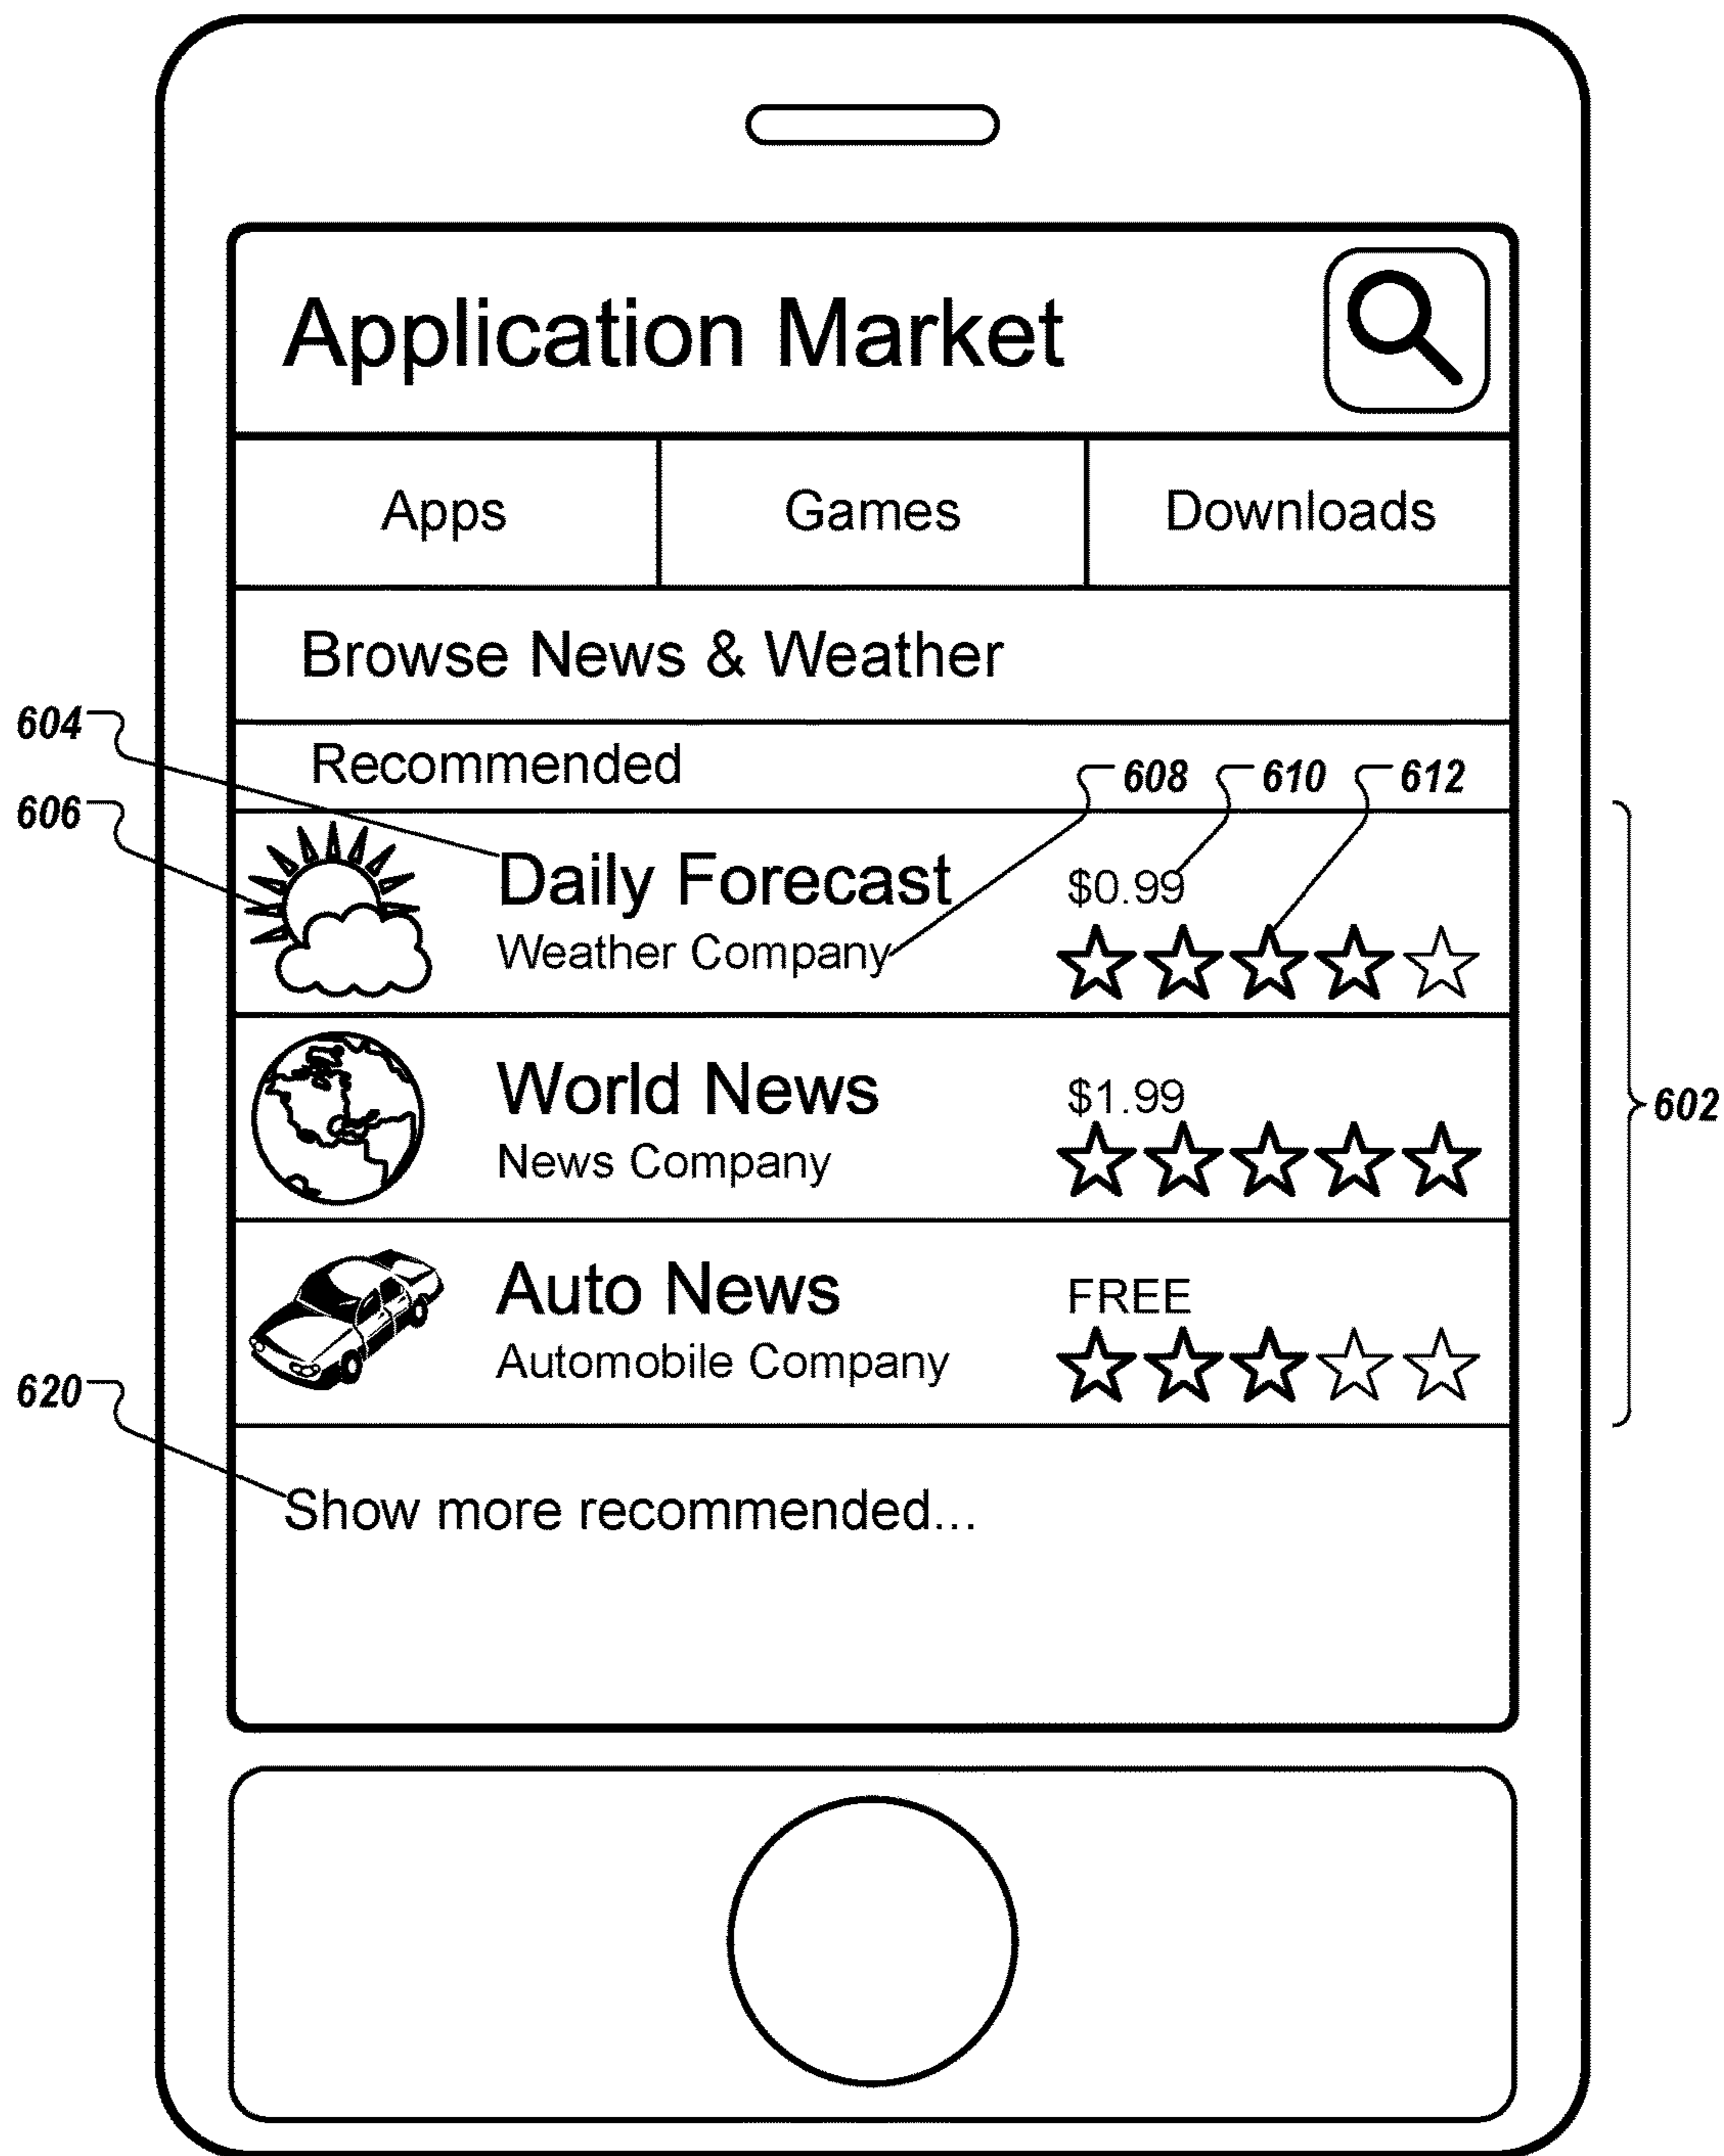 Application Market
Apps Games Downloads
Browse News & Weather
604
Recommended 608 610 612
606
Daily Forecast $0.99
Weather Company
World News $1.99
602
News Company
Auto News FREE
Automobile Company
620
Show more recommended...